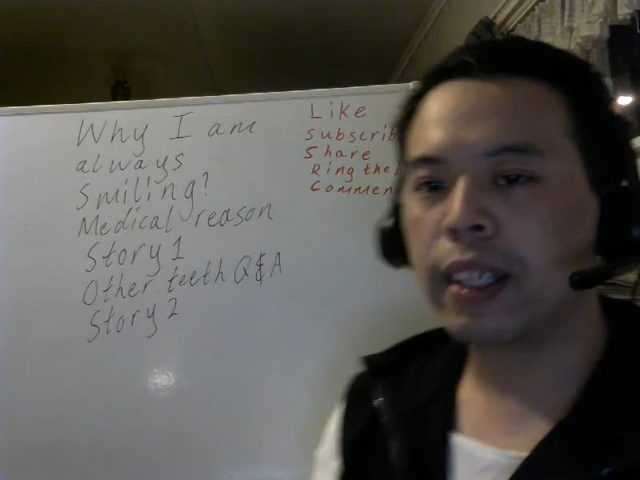 Why I am
always
Smiling?
Medical reason
Story 1
Other teeth Q&A
Story 2
Like
Subscrib
Share
Ring the
Commen